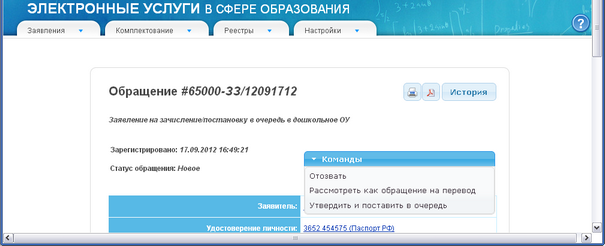 ЭЛЕКТРОННЫЕ УСЛУГИ В СФЕРЕ ОБРАЗОВАНИЯ
?
Заявления Комплектование Реестры Настройки
Обращение #65000-ЗЗ/12091712
История
Заявление на зачисление/постановку в очередь в дошкольное ОУ
Зарегистрировано: 17.09.2012 16:49:21
Статус обращения: Новое
Команды
Отозвать
Рассмотреть как обращение на перевод
Утвердить и поставить в очередь
Заявитель:
Удостоверение личности: 3652 454575 (Паспорт РФ)